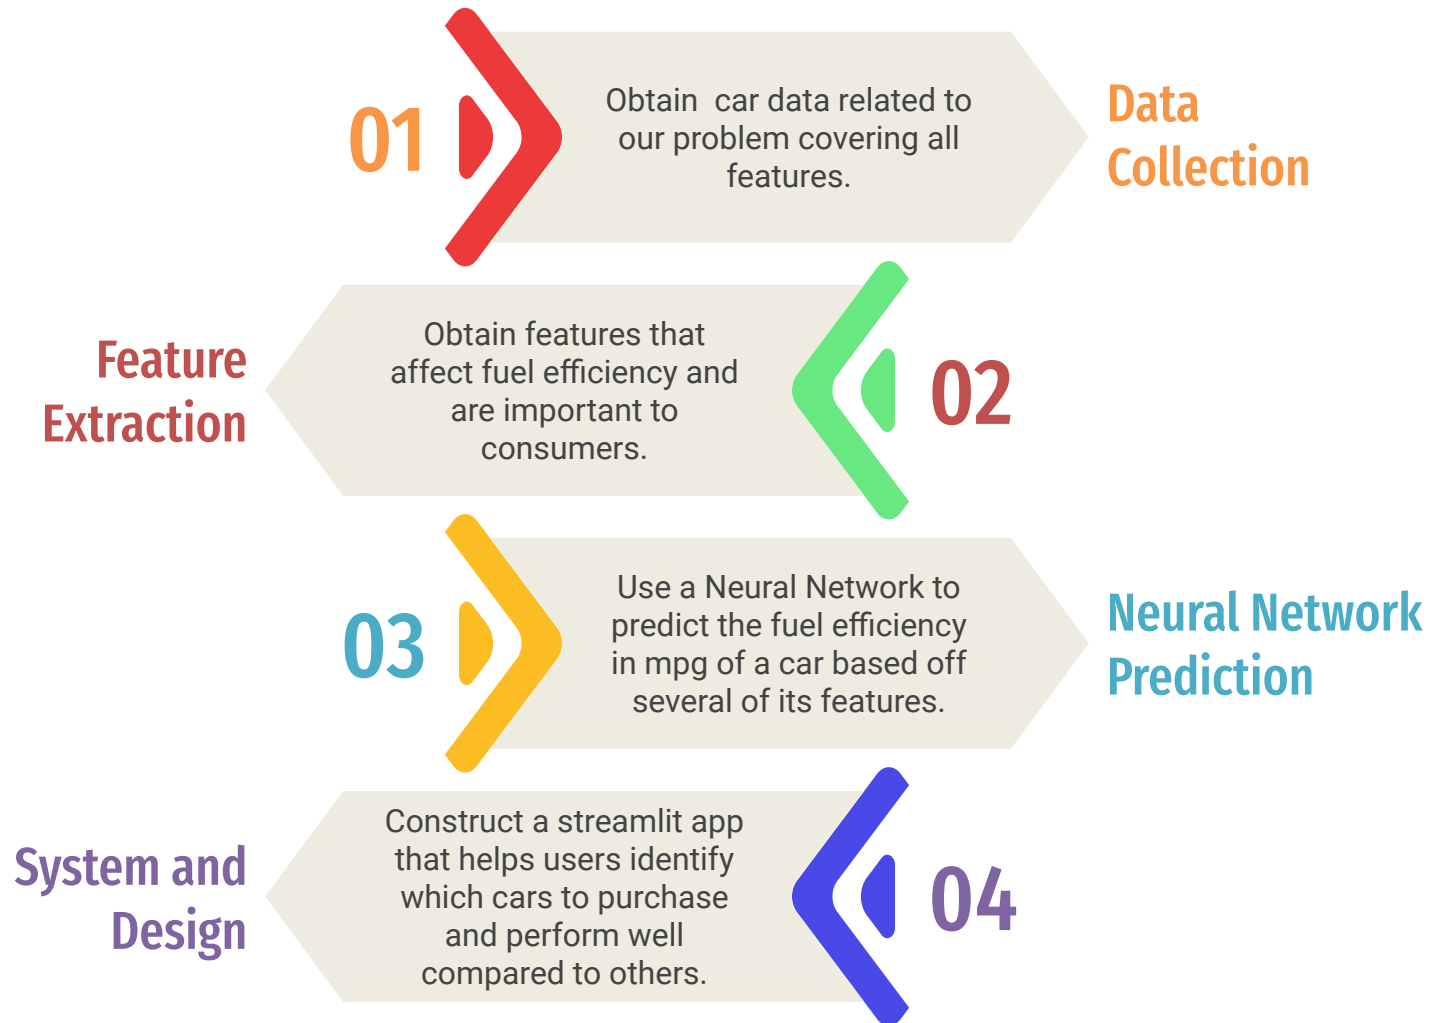 01
Obtain  car data related to
our problem covering all
features.
Data
Collection
Feature
Extraction
Obtain features that
affect fuel efficiency and
are important to
consumers.
02
03
Use a Neural Network to
predict the fuel efficiency
in mpg of a car based off
several of its features.
Neural Network
Prediction
System and
Design
Construct a streamlit app
that helps users identify
which cars to purchase
and perform well
compared to others.
04